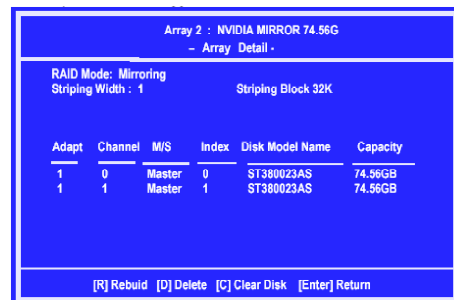 Array 2 : NVIDIA MIRROR 74.56G
– Array Detail -
RAID Mode: Mirroring
Striping Width : 1 Striping Block 32K
Adapt Channel M/S Index Disk Model Name Capacity
1 0 Master 0 ST380023AS 74.56GB
1 1 Master 1 ST380023AS 74.56GB
[R] Rebuid [D] Delete [C] Clear Disk [Enter] Return